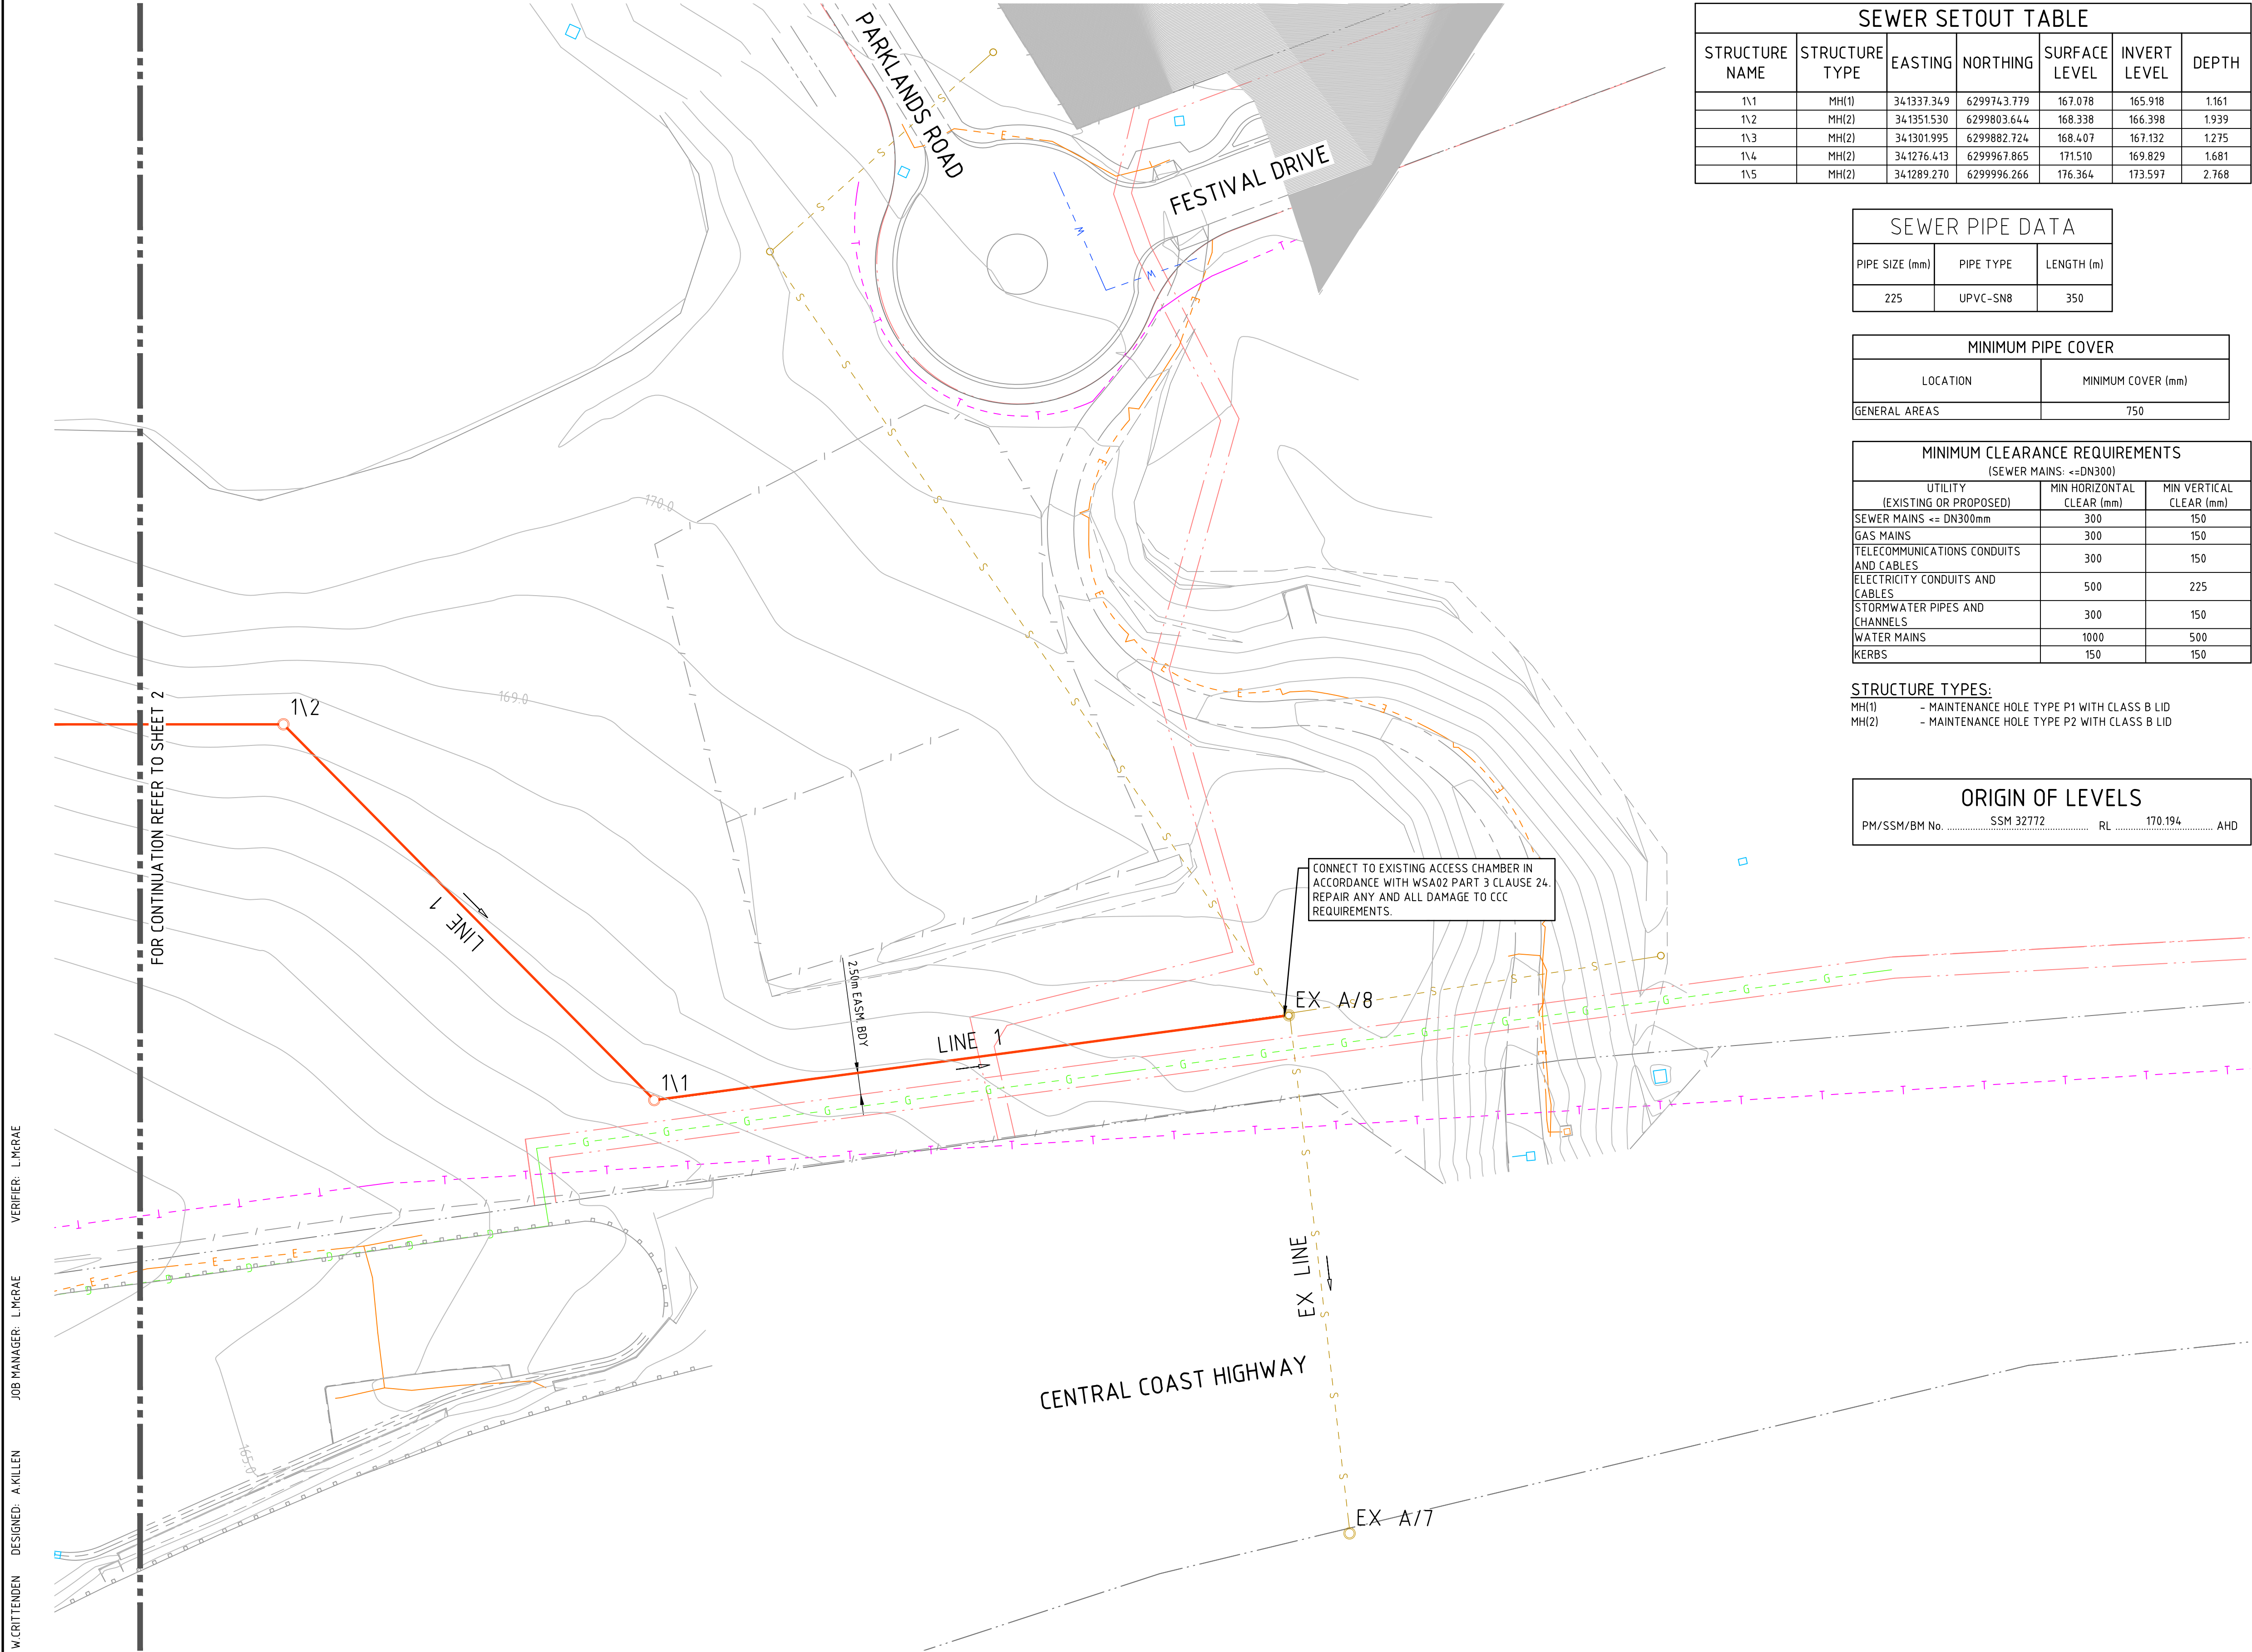 SEWER SETOUT TABLE
STRUCTURE NAME STRUCTURE TYPE EASTING NORTHING SURFACE LEVEL INVERT LEVEL DEPTH
1\1 MH(1) 341337.349 6299743.779 167.078 165.918 1.161
1\2 MH(2) 341351.530 6299803.644 168.338 166.398 1.939
1\3 MH(2) 341301.995 6299882.724 168.407 167.132 1.275
1\4 MH(2) 341276.413 6299967.865 171.510 169.829 1.681
1\5 MH(2) 341289.270 6299996.266 176.364 173.597 2.768
SEWER PIPE DATA
PIPE SIZE (mm) PIPE TYPE LENGTH (m)
225 UPVC-SN8 350
MINIMUM PIPE COVER
LOCATION MINIMUM COVER (mm)
GENERAL AREAS 750
MINIMUM CLEARANCE REQUIREMENTS
(SEWER MAINS: <=DN300)
UTILITY (EXISTING OR PROPOSED) MIN HORIZONTAL CLEAR (mm) MIN VERTICAL CLEAR (mm)
SEWER MAINS <= DN300mm 300 150
GAS MAINS 300 150
TELECOMMUNICATIONS CONDUITS AND CABLES 300 150
ELECTRICITY CONDUITS AND CABLES 500 225
STORMWATER PIPES AND CHANNELS 300 150
WATER MAINS 1000 500
KERBS 150 150
STRUCTURE TYPES:
MH(1) - MAINTENANCE HOLE TYPE P1 WITH CLASS B LID
MH(2) - MAINTENANCE HOLE TYPE P2 WITH CLASS B LID
ORIGIN OF LEVELS
PM/SSM/BM No. SSM 32772 RL 170.194 AHD
PARKLANDS ROAD
FESTIVAL DRIVE
170.0
169.0
1\2
FOR CONTINUATION REFER TO SHEET 2
LINE 1
CONNECT TO EXISTING ACCESS CHAMBER IN
ACCORDANCE WITH WSA02 PART 3 CLAUSE 24.
REPAIR ANY AND ALL DAMAGE TO CCC
REQUIREMENTS.
2.50m EASM. BDY
EX A/8
LINE 1
1\1
EX LINE
CENTRAL COAST HIGHWAY
165.0
EX A/7
W.CRITTENDEN DESIGNED: A.KILLEN JOB MANAGER: L.McRAE VERIFIER: L.McRAE